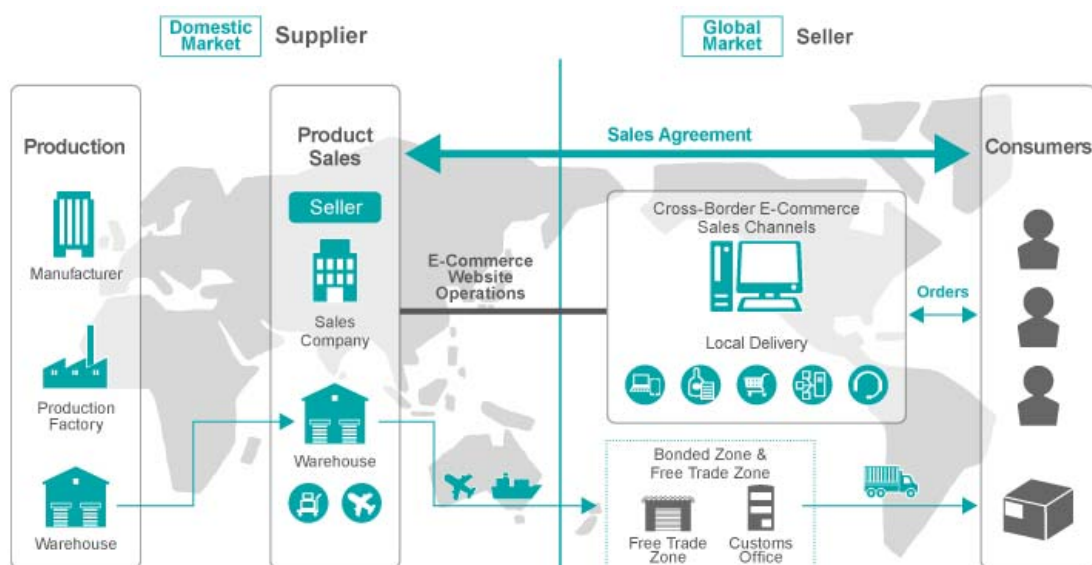 Domestic
Market
Supplier
Global
Market
Seller
Production
Manufacturer
Production
Factory
Warehouse
Product
Sales
Seller
Sales
Company
Warehouse
E-Commerce
Website
Operations
Sales Agreement
Cross-Border E-Commerce
Sales Channels
Local Delivery
Orders
Bonded Zone &
Free Trade Zone
Free Trade
Zone
Customs
Office
Consumers